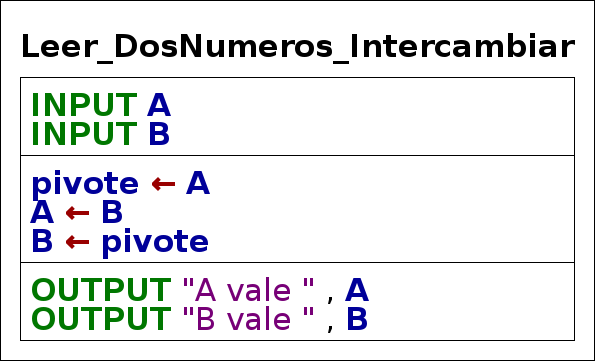 Leer_DosNumeros_Intercambiar
INPUT A
INPUT B
pivote ← A
A ← B
B ← pivote
OUTPUT "A vale " , A
OUTPUT "B vale " , B